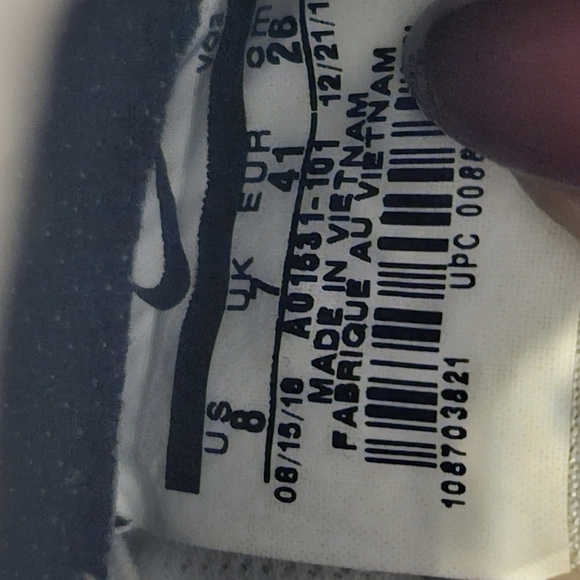 US UK EUR cm
8 7 41 26
08/15/18 AO1631-101 12/21/1
MADE IN VIETNAM
FABRIQUE AU VIETNAM
108703821 UPC 0088